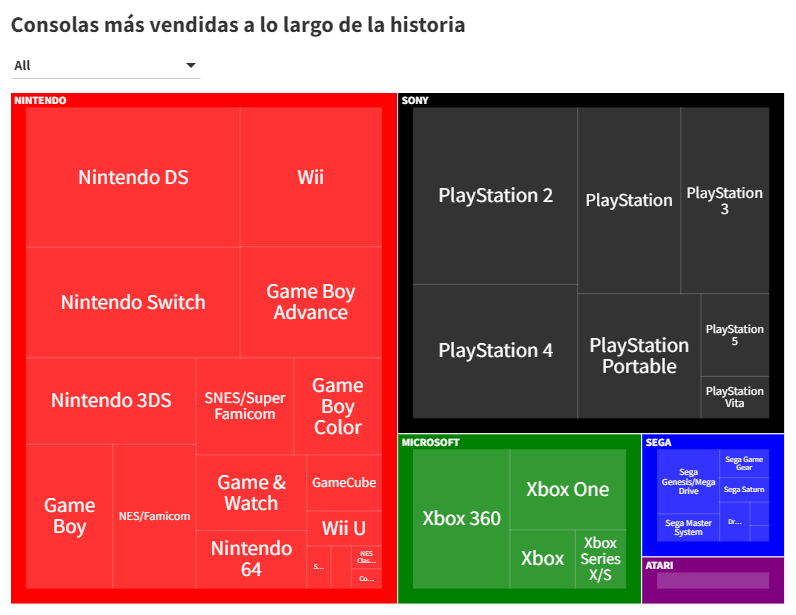 Consolas más vendidas a lo largo de la historia
All
NINTENDO
Nintendo DS
Wii
Nintendo Switch
Game Boy
Advance
Nintendo 3DS
SNES/Super
Famicom
Game
Boy
Color
Game
Boy
NES/Famicom
Game &
Watch
GameCube
Wii U
Nintendo
64
S...
NES
Clas...
Co...
SONY
PlayStation 2
PlayStation
PlayStation
3
PlayStation 4
PlayStation
Portable
PlayStation
5
PlayStation
Vita
MICROSOFT
Xbox 360
Xbox One
Xbox
Xbox
Series
X/S
SEGA
Sega
Genesis/Mega
Drive
Sega Game
Gear
Sega Saturn
Sega Master
System
Dr...
ATARI